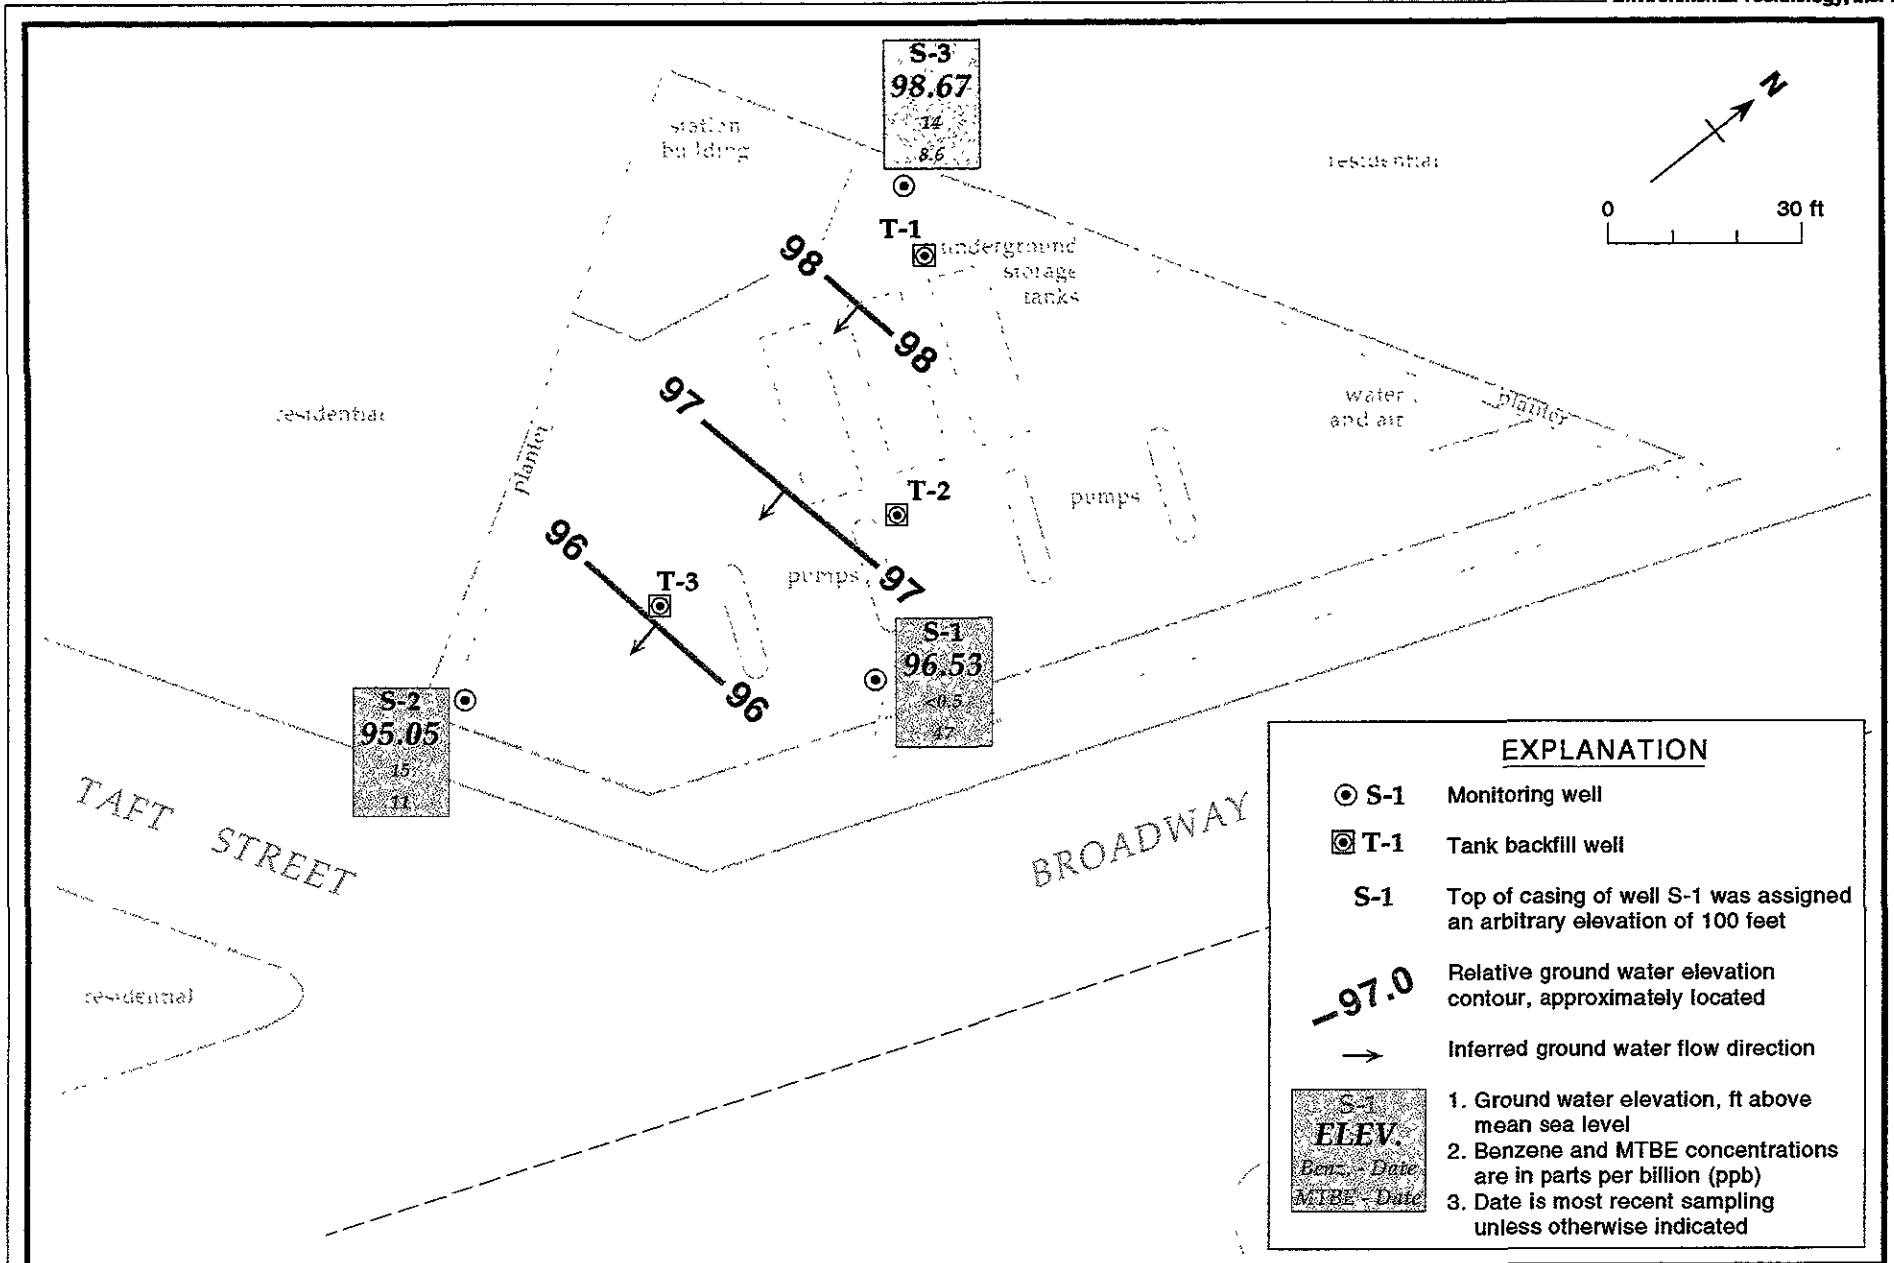 S-3
98.67
14
8.6
N
station
building
residential
0 30 ft
T-1
underground
storage
tanks
98
98
97
residential
water
and air
planter
planter
T-2
pumps
96
T-3
pumps
97
S-1
96.53
<0.5
47
96
S-2
95.05
15
11
TAFT STREET
BROADWAY
residential
EXPLANATION
S-1 Monitoring well
T-1 Tank backfill well
S-1 Top of casing of well S-1 was assigned
an arbitrary elevation of 100 feet
97.0 Relative ground water elevation
contour, approximately located
Inferred ground water flow direction
S-1
ELEV.
Benz. - Date
MTBE - Date
1. Ground water elevation, ft above
mean sea level
2. Benzene and MTBE concentrations
are in parts per billion (ppb)
3. Date is most recent sampling
unless otherwise indicated